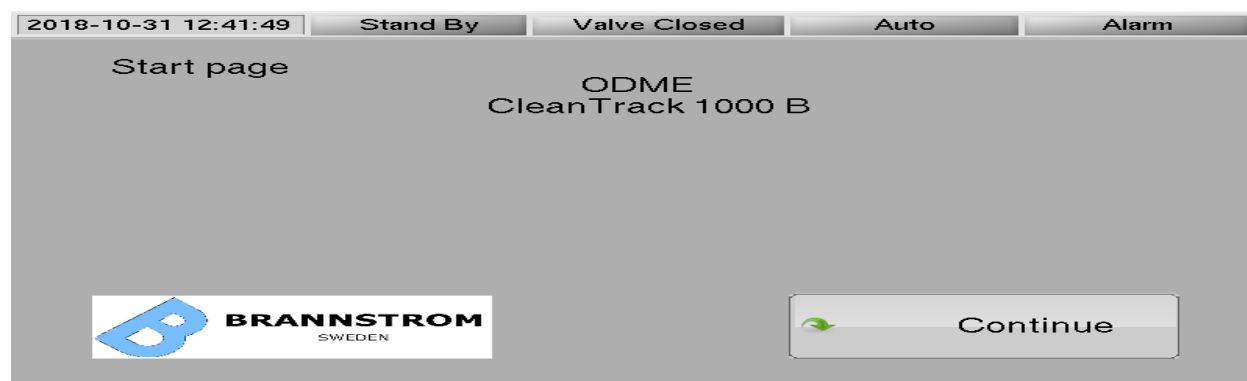 2018-10-31 12:41:49 Stand By Valve Closed Auto Alarm
Start page
ODME
CleanTrack 1000 B
BRANNSTROM
SWEDEN
Continue